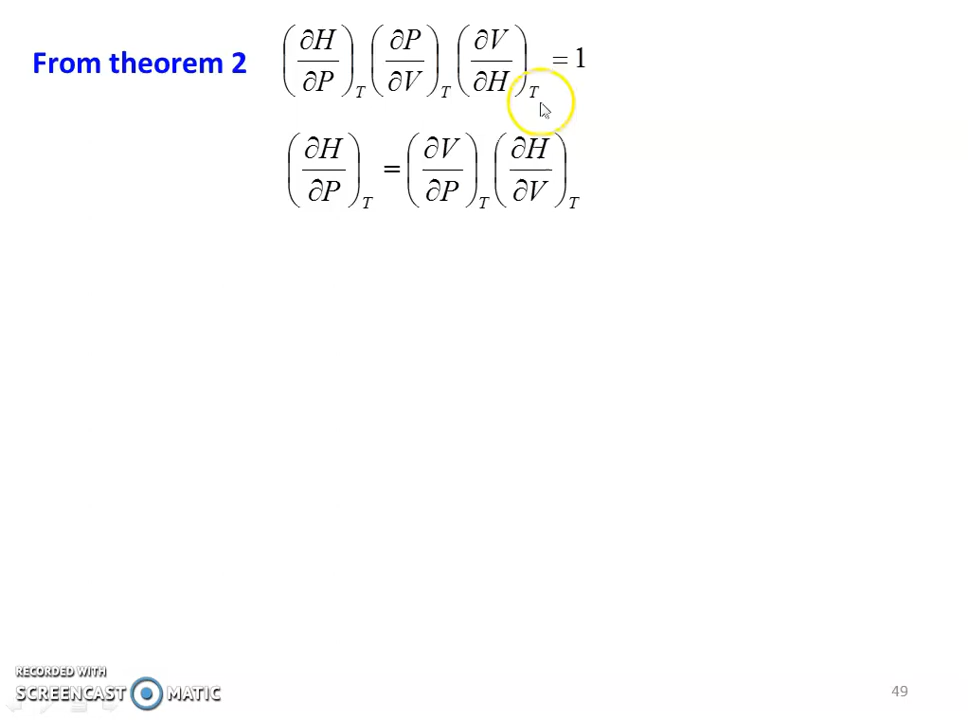 From theorem 2 (∂H/∂P)_T (∂P/∂V)_T (∂V/∂H)_T = 1
(∂H/∂P)_T = (∂V/∂P)_T (∂H/∂V)_T
RECORDED WITH
SCREENCAST MATIC
49